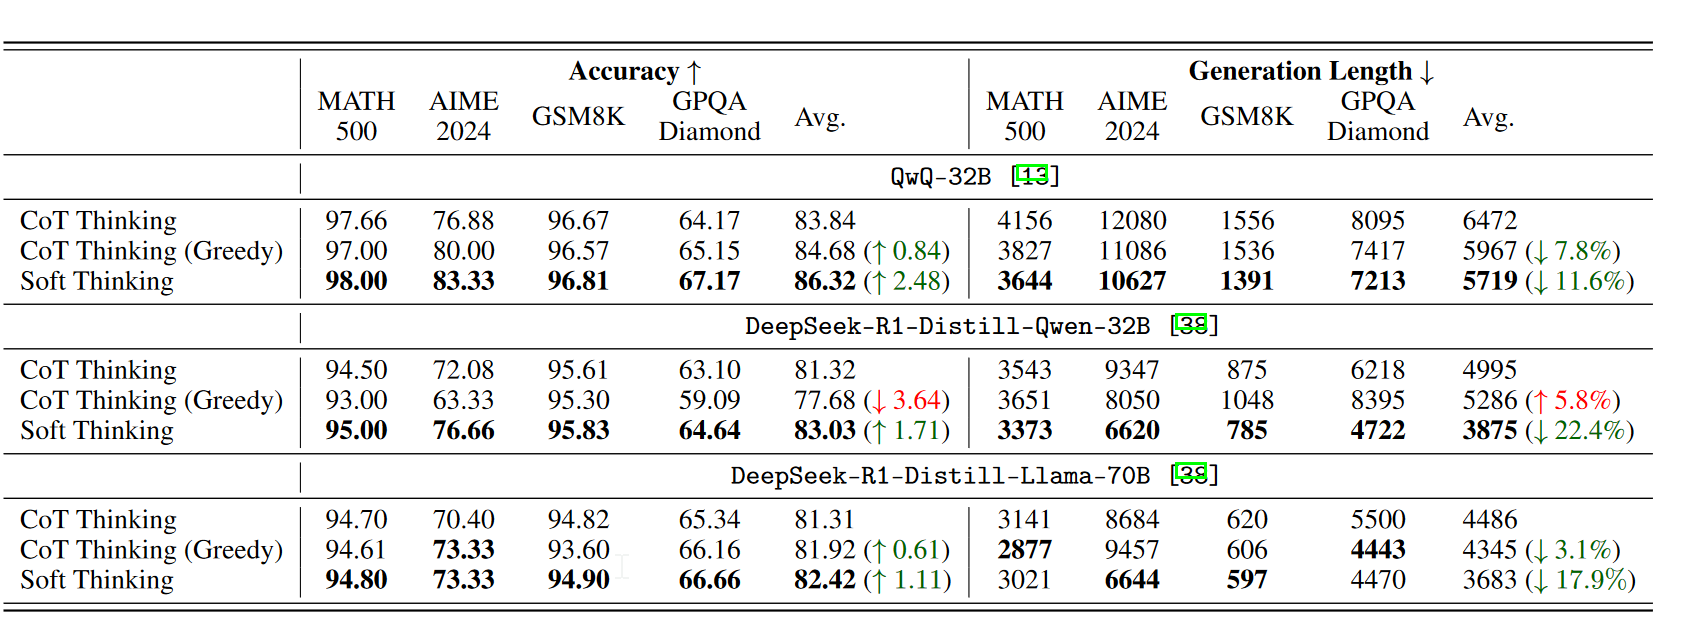 Accuracy ↑ Generation Length ↓
MATH 500 AIME 2024 GSM8K GPQA Diamond Avg. MATH 500 AIME 2024 GSM8K GPQA Diamond Avg.
QwQ-32B [13]
CoT Thinking 97.66 76.88 96.67 64.17 83.84 4156 12080 1556 8095 6472
CoT Thinking (Greedy) 97.00 80.00 96.57 65.15 84.68 (↑ 0.84) 3827 11086 1536 7417 5967 (↓ 7.8%)
Soft Thinking 98.00 83.33 96.81 67.17 86.32 (↑ 2.48) 3644 10627 1391 7213 5719 (↓ 11.6%)
DeepSeek-R1-Distill-Qwen-32B [38]
CoT Thinking 94.50 72.08 95.61 63.10 81.32 3543 9347 875 6218 4995
CoT Thinking (Greedy) 93.00 63.33 95.30 59.09 77.68 (↓ 3.64) 3651 8050 1048 8395 5286 (↑ 5.8%)
Soft Thinking 95.00 76.66 95.83 64.64 83.03 (↑ 1.71) 3373 6620 785 4722 3875 (↓ 22.4%)
DeepSeek-R1-Distill-Llama-70B [38]
CoT Thinking 94.70 70.40 94.82 65.34 81.31 3141 8684 620 5500 4486
CoT Thinking (Greedy) 94.61 73.33 93.60 66.16 81.92 (↑ 0.61) 2877 9457 606 4443 4345 (↓ 3.1%)
Soft Thinking 94.80 73.33 94.90 66.66 82.42 (↑ 1.11) 3021 6644 597 4470 3683 (↓ 17.9%)